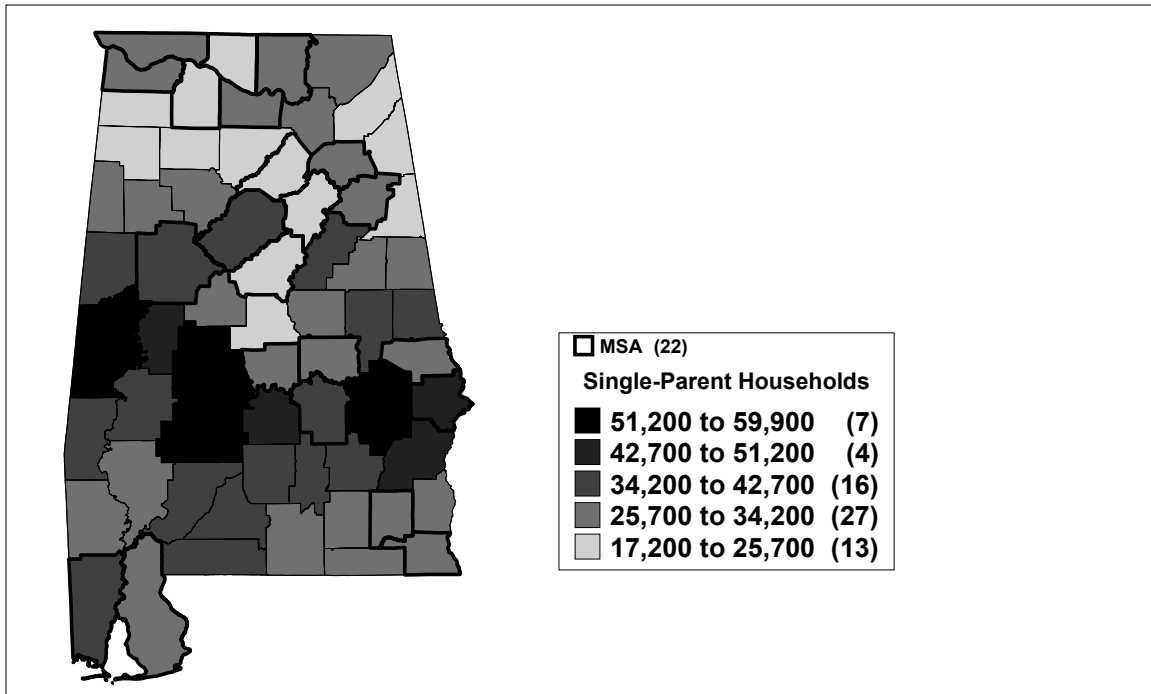 MSA (22)
Single-Parent Households
51,200 to 59,900 (7)
42,700 to 51,200 (4)
34,200 to 42,700 (16)
25,700 to 34,200 (27)
17,200 to 25,700 (13)